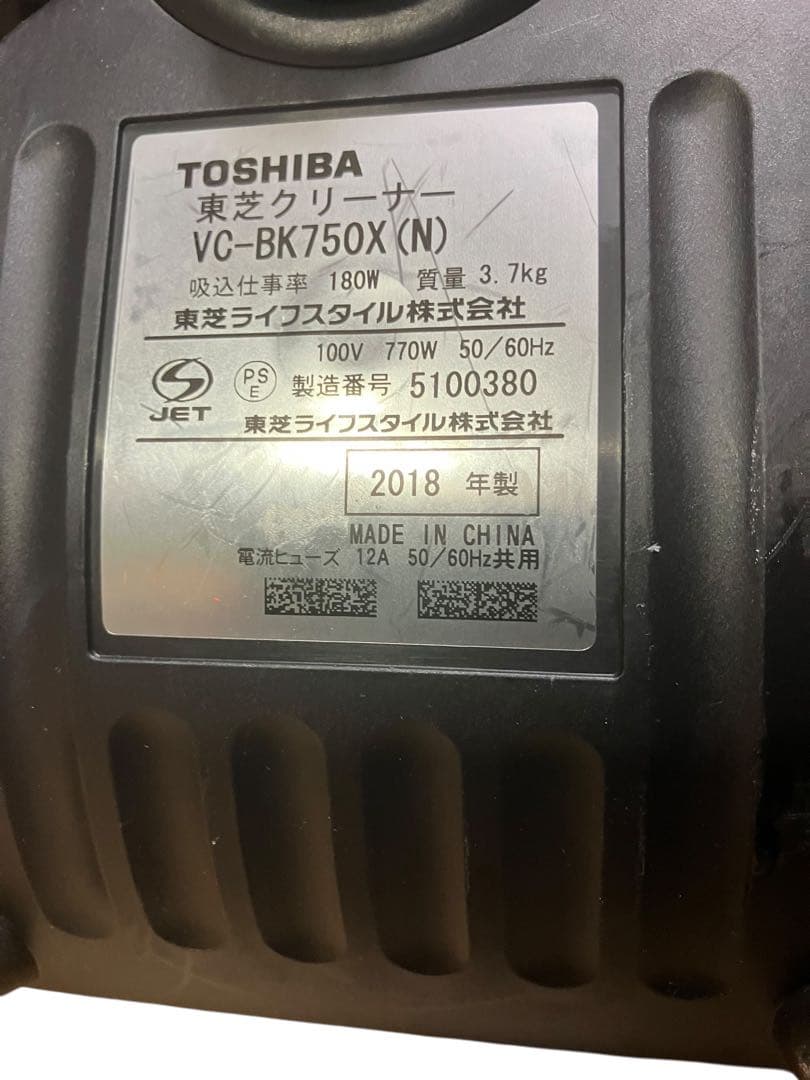 TOSHIBA
東芝クリーナー
VC-BK750X(N)
吸込仕事率 180W 質量 3.7kg
東芝ライフスタイル株式会社
100V 770W 50/60Hz
JET PSE 製造番号 5100380
東芝ライフスタイル株式会社
2018 年製
MADE IN CHINA
電流ヒューズ 12A 50/60Hz共用